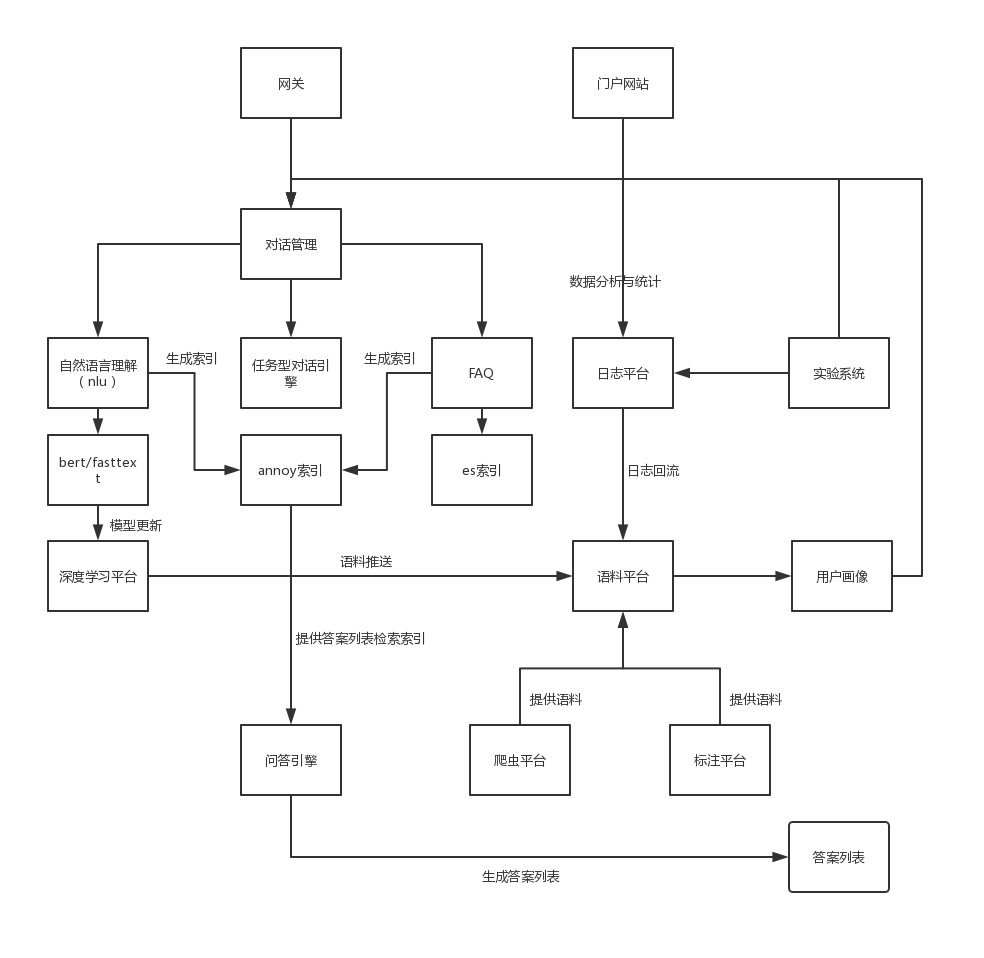 网关
门户网站
对话管理
数据分析与统计
自然语言理解
（nlu）
生成索引
任务型对话引
擎
生成索引
FAQ
日志平台
实验系统
bert/fasttex
t
annoy索引
es索引
日志回流
模型更新
深度学习平台
语料推送
语料平台
用户画像
提供答案列表检索索引
提供语料
提供语料
问答引擎
爬虫平台
标注平台
答案列表
生成答案列表